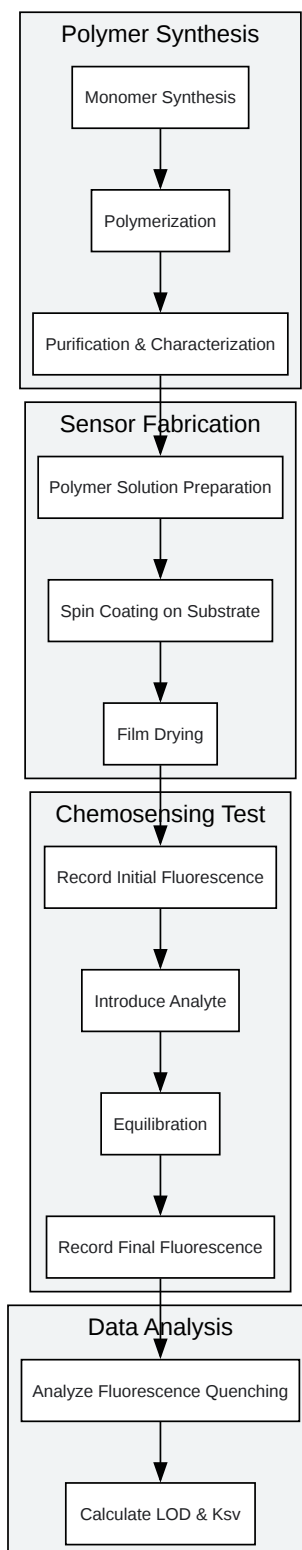 Polymer Synthesis
Monomer Synthesis
Polymerization
Purification & Characterization
Sensor Fabrication
Polymer Solution Preparation
Spin Coating on Substrate
Film Drying
Chemosensing Test
Record Initial Fluorescence
Introduce Analyte
Equilibration
Record Final Fluorescence
Data Analysis
Analyze Fluorescence Quenching
Calculate LOD & Ksv